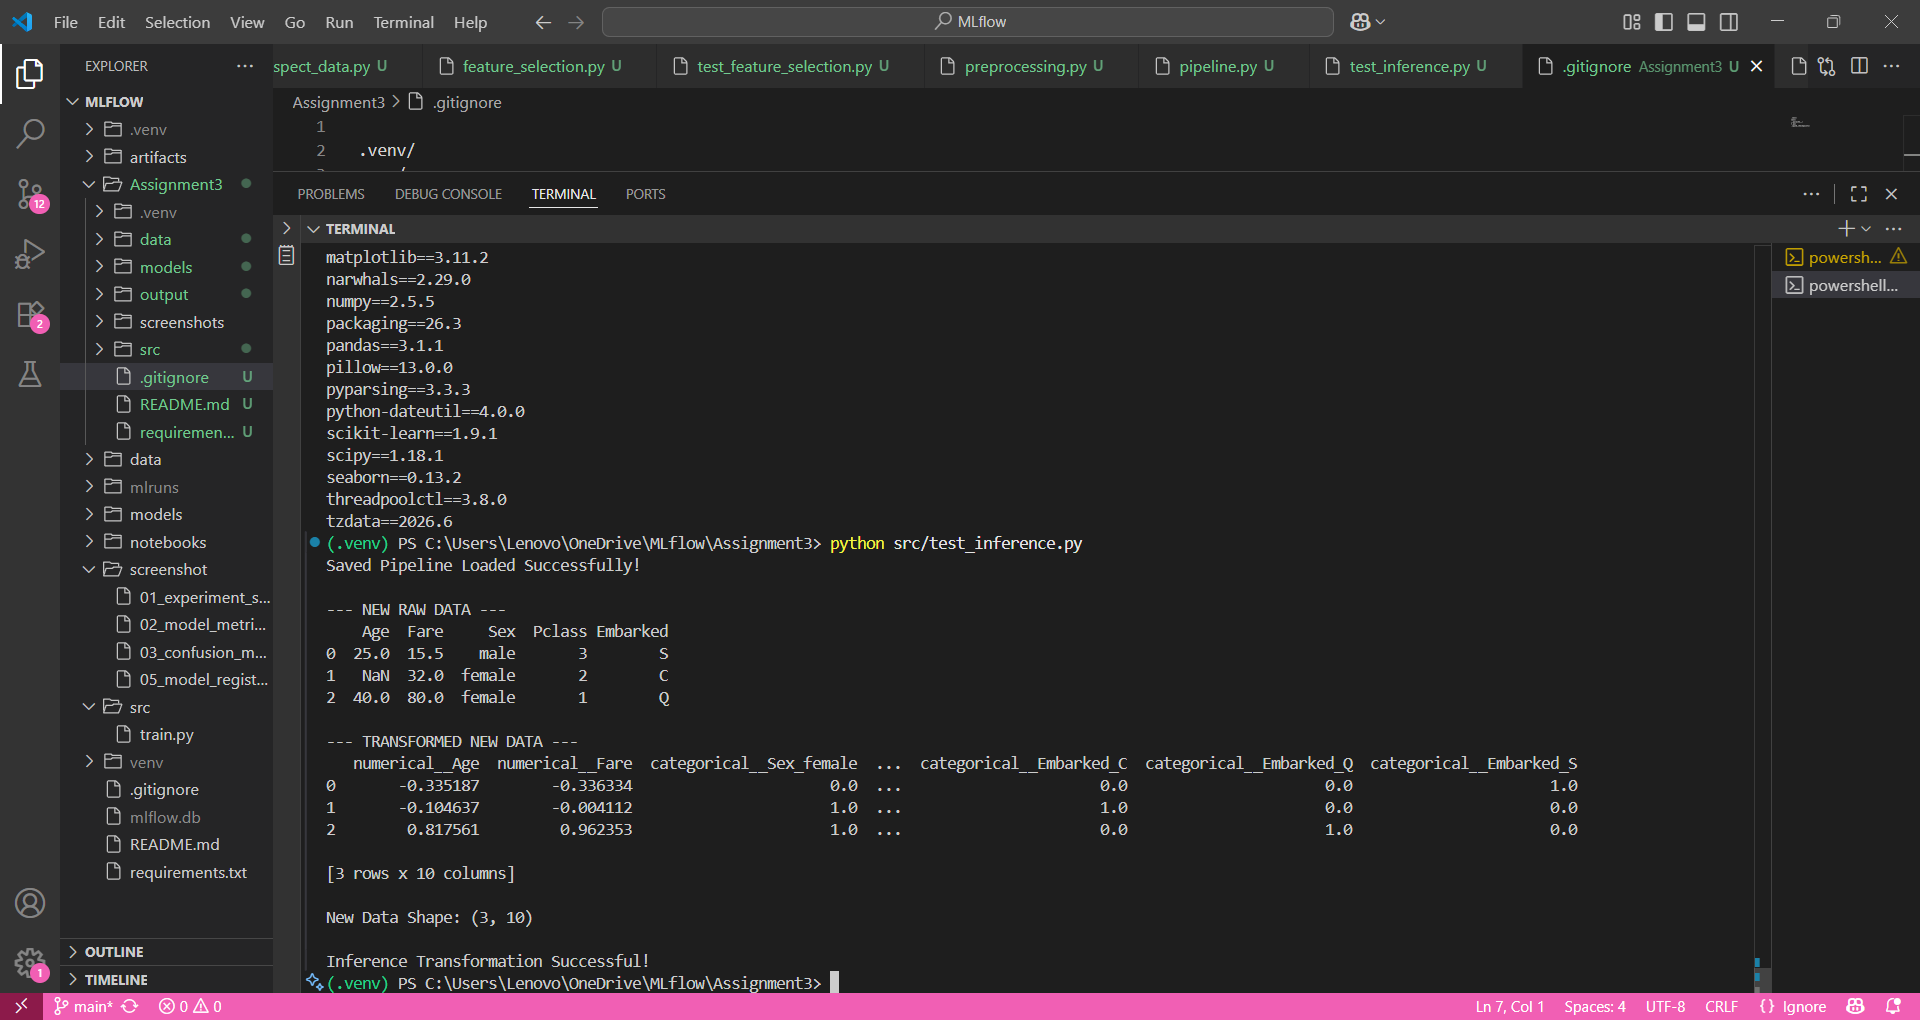 File Edit Selection View Go Run Terminal Help
MLflow
EXPLORER
spect_data.py U
feature_selection.py U
test_feature_selection.py U
preprocessing.py U
pipeline.py U
test_inference.py U
.gitignore Assignment3 U
Assignment3 > .gitignore
1
2 .venv/
MLFLOW
.venv
artifacts
Assignment3
.venv
data
models
output
screenshots
src
.gitignore U
README.md U
requiremen... U
data
mlruns
models
notebooks
screenshot
01_experiment_s...
02_model_metri...
03_confusion_m...
05_model_regist...
src
train.py
venv
.gitignore
mlflow.db
README.md
requirements.txt
OUTLINE
TIMELINE
12
2
1
PROBLEMS DEBUG CONSOLE TERMINAL PORTS
TERMINAL
powersh...
powershell...
matplotlib==3.11.2
narwhals==2.29.0
numpy==2.5.5
packaging==26.3
pandas==3.1.1
pillow==13.0.0
pyparsing==3.3.3
python-dateutil==4.0.0
scikit-learn==1.9.1
scipy==1.18.1
seaborn==0.13.2
threadpoolctl==3.8.0
tzdata==2026.6
(.venv) PS C:\Users\Lenovo\OneDrive\MLflow\Assignment3> python src/test_inference.py
Saved Pipeline Loaded Successfully!
--- NEW RAW DATA ---
Age Fare Sex Pclass Embarked
0 25.0 15.5 male 3 S
1 NaN 32.0 female 2 C
2 40.0 80.0 female 1 Q
--- TRANSFORMED NEW DATA ---
numerical__Age numerical__Fare categorical__Sex_female ... categorical__Embarked_C categorical__Embarked_Q categorical__Embarked_S
0 -0.335187 -0.336334 0.0 ... 0.0 0.0 1.0
1 -0.104637 -0.004112 1.0 ... 1.0 0.0 0.0
2 0.817561 0.962353 1.0 ... 0.0 1.0 0.0
[3 rows x 10 columns]
New Data Shape: (3, 10)
Inference Transformation Successful!
(.venv) PS C:\Users\Lenovo\OneDrive\MLflow\Assignment3>
main* 0 0
Ln 7, Col 1 Spaces: 4 UTF-8 CRLF {} Ignore